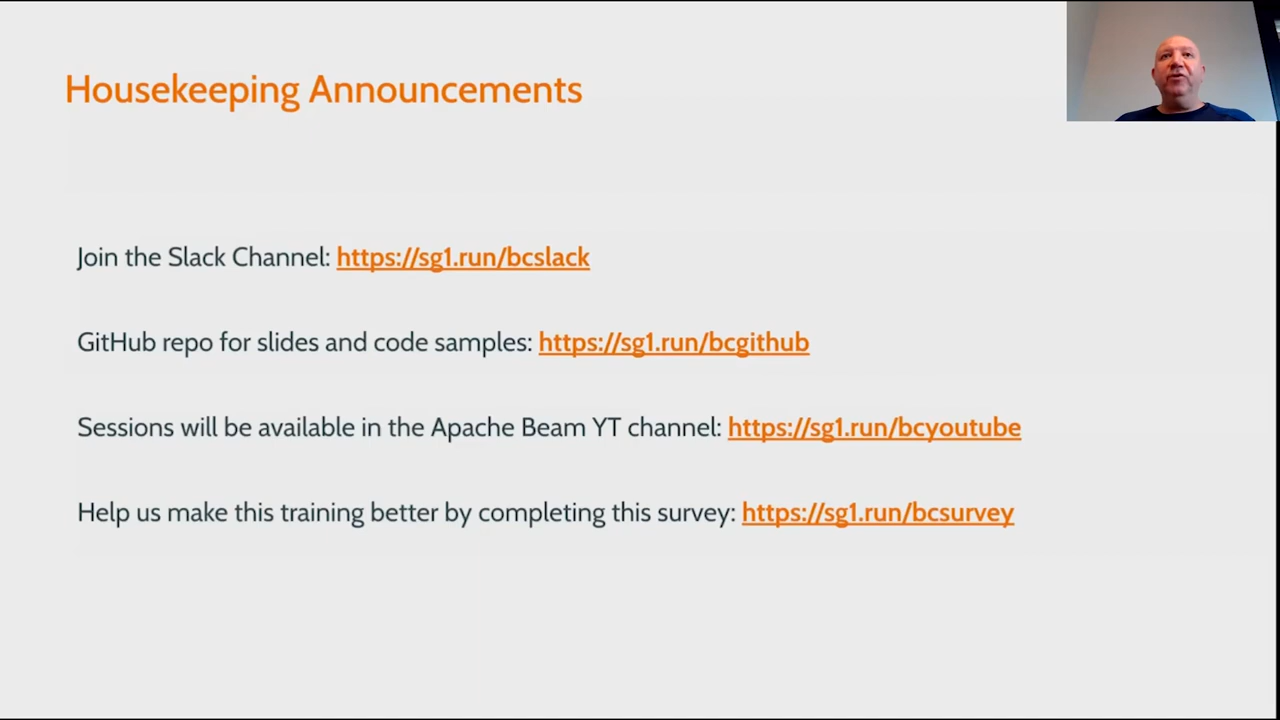 Housekeeping Announcements
Join the Slack Channel: https://sg1.run/bcslack
GitHub repo for slides and code samples: https://sg1.run/bcgithub
Sessions will be available in the Apache Beam YT channel: https://sg1.run/bcyoutube
Help us make this training better by completing this survey: https://sg1.run/bcsurvey